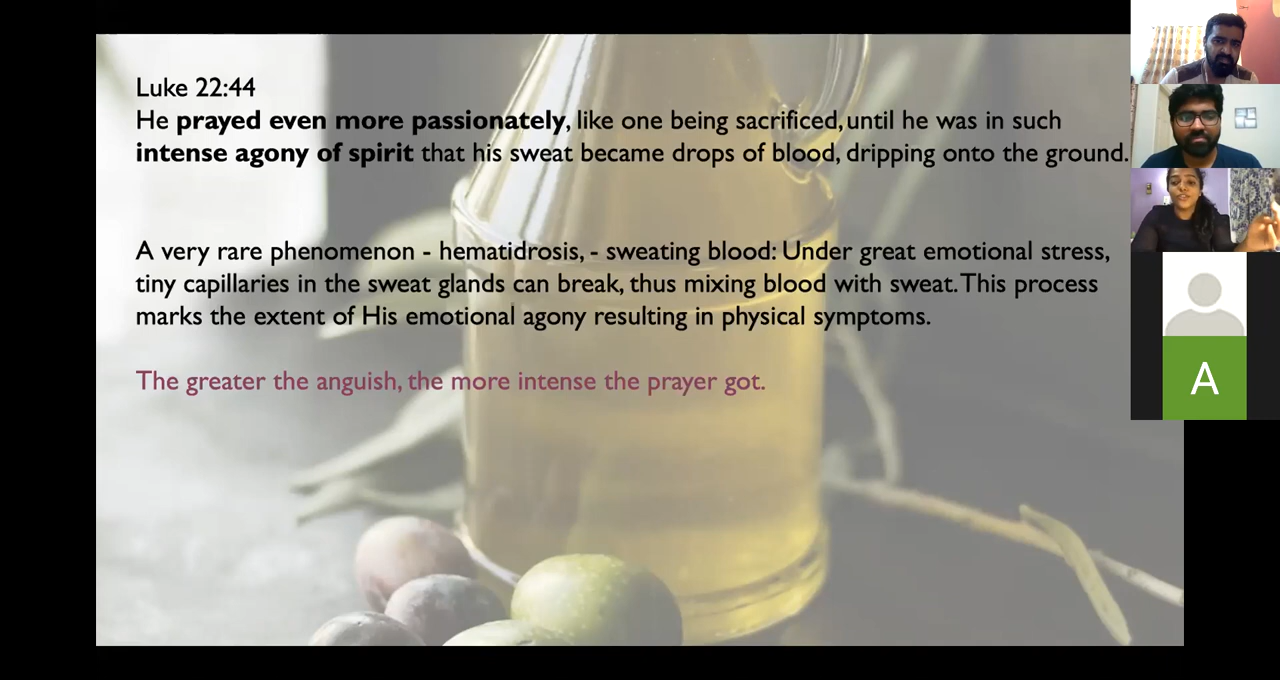 Luke 22:44
He prayed even more passionately, like one being sacrificed, until he was in such
intense agony of spirit that his sweat became drops of blood, dripping onto the ground.
A very rare phenomenon - hematidrosis, - sweating blood: Under great emotional stress,
tiny capillaries in the sweat glands can break, thus mixing blood with sweat. This process
marks the extent of His emotional agony resulting in physical symptoms.
The greater the anguish, the more intense the prayer got.
A